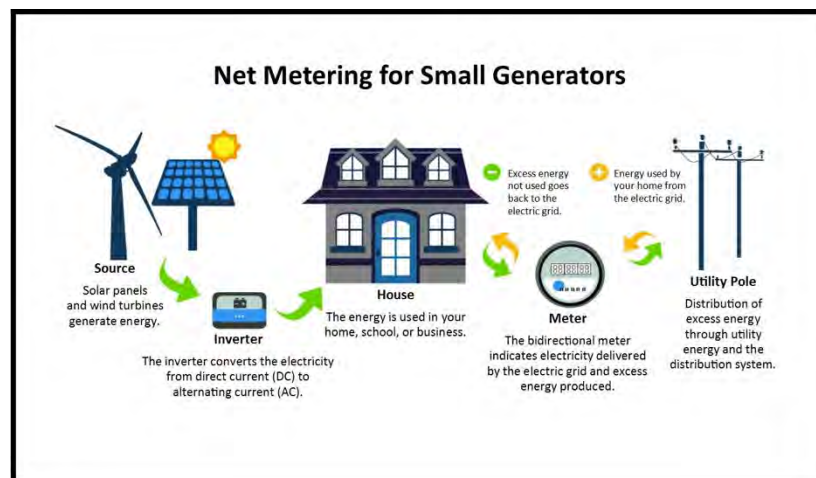 Net Metering for Small Generators
Excess energy
not used goes
back to the
electric grid.
Energy used by
your home from
the electric grid.
Source
Solar panels
and wind turbines
generate energy.
Inverter
The inverter converts the electricity
from direct current (DC) to
alternating current (AC).
House
The energy is used in your
home, school, or business.
Meter
The bidirectional meter
indicates electricity delivered
by the electric grid and excess
energy produced.
Utility Pole
Distribution of
excess energy
through utility
energy and the
distribution system.